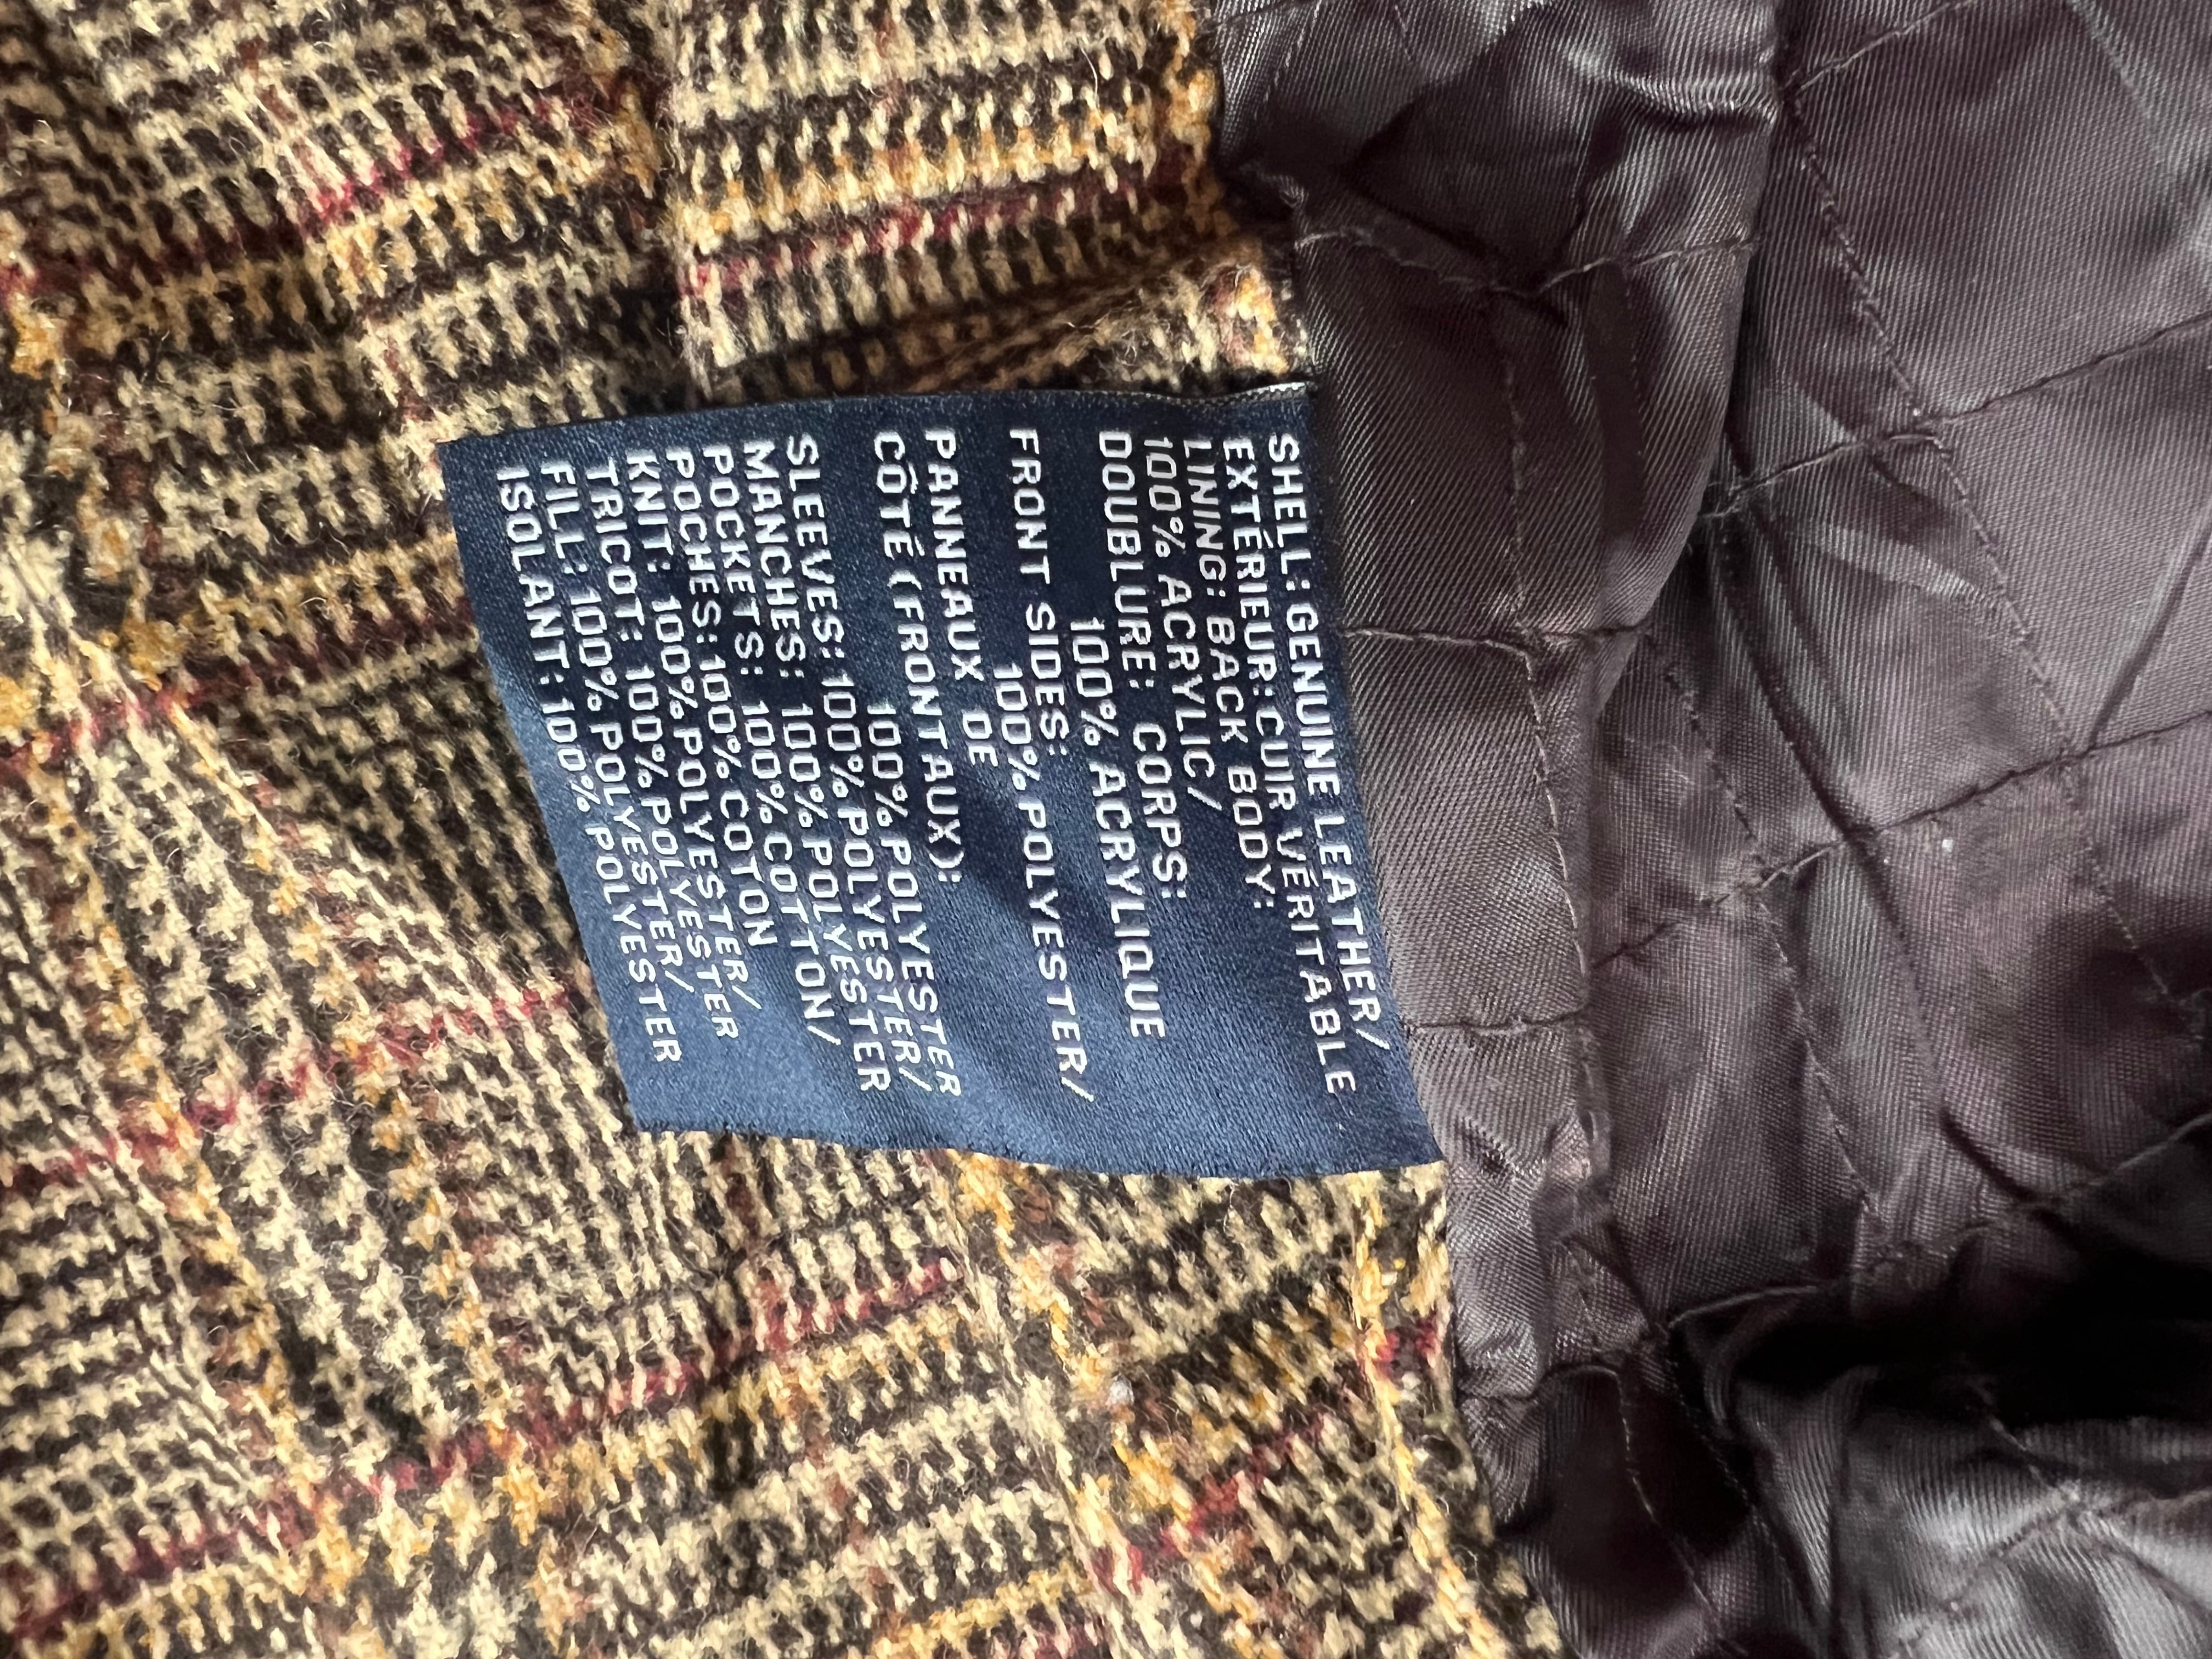 SHELL: GENUINE LEATHER/
EXTÉRIEUR: CUIR VÉRITABLE
LINING: BACK BODY:
100% ACRYLIC/
DOUBLURE: CORPS:
100% ACRYLIQUE
FRONT SIDES:
100% POLYESTER/
PANNEAUX DE
CÔTÉ (FRONTAUX):
100% POLYESTER
SLEEVES: 100% POLYESTER/
MANCHES: 100% POLYESTER
POCKETS: 100% COTTON/
POCHES: 100% COTON
KNIT: 100% POLYESTER/
TRICOT: 100% POLYESTER
FILL: 100% POLYESTER/
ISOLANT: 100% POLYESTER